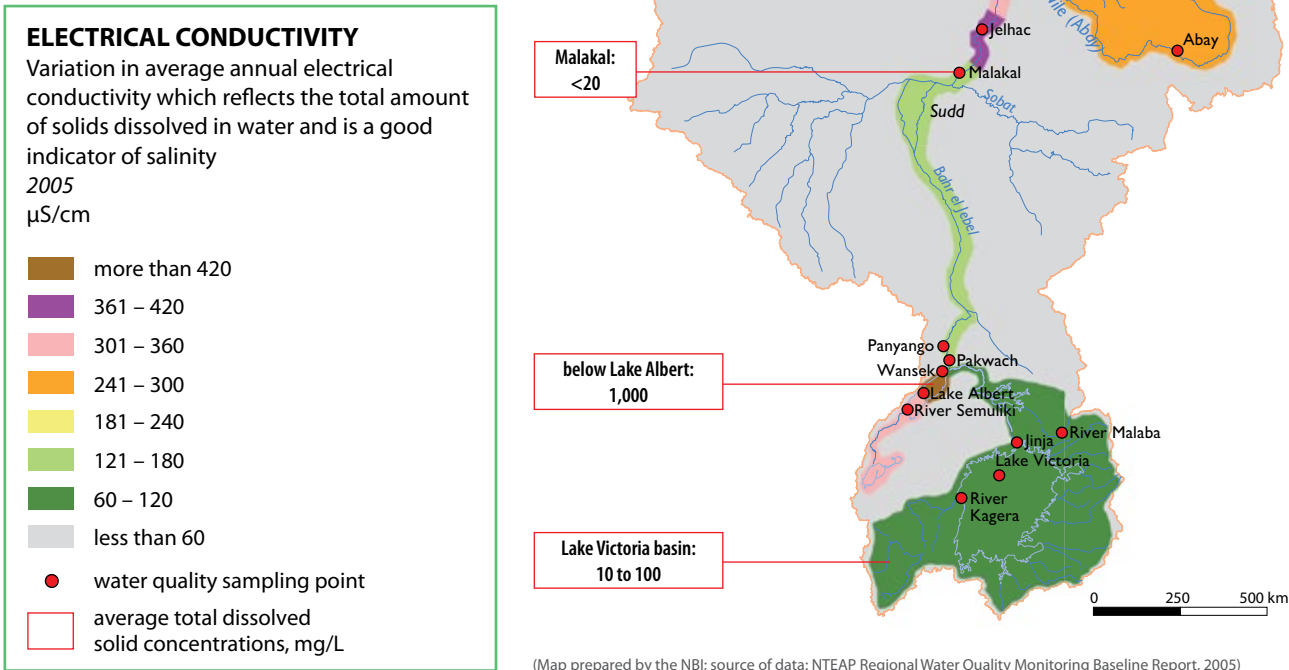 ELECTRICAL CONDUCTIVITY
Variation in average annual electrical
conductivity which reflects the total amount
of solids dissolved in water and is a good
indicator of salinity
2005
µS/cm
more than 420
361 – 420
301 – 360
241 – 300
181 – 240
121 – 180
60 – 120
less than 60
water quality sampling point
average total dissolved
solid concentrations, mg/L
(Abay)
Abay
Jelhac
Malakal:
<20
Malakal
Sobat
Sudd
Bahr el Jebel
Panyango
Pakwach
Wansek
below Lake Albert:
1,000
Lake Albert
River Semuliki
River Malaba
Jinja
Lake Victoria
River
Kagera
Lake Victoria basin:
10 to 100
0 250 500 km
(Map prepared by the NBI; source of data: NTEAP Regional Water Quality Monitoring Baseline Report, 2005)